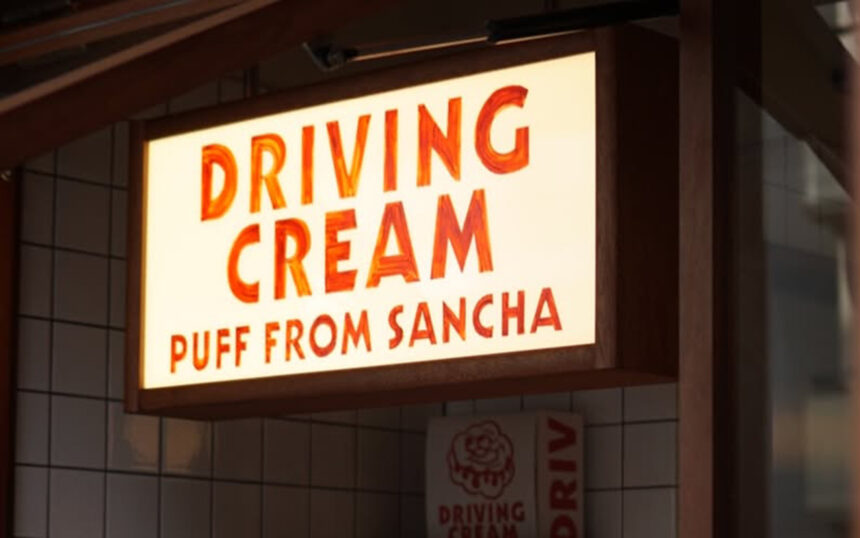 DRIVING
CREAM
PUFF FROM SANCHA
DRIVING
CREAM
DRIV